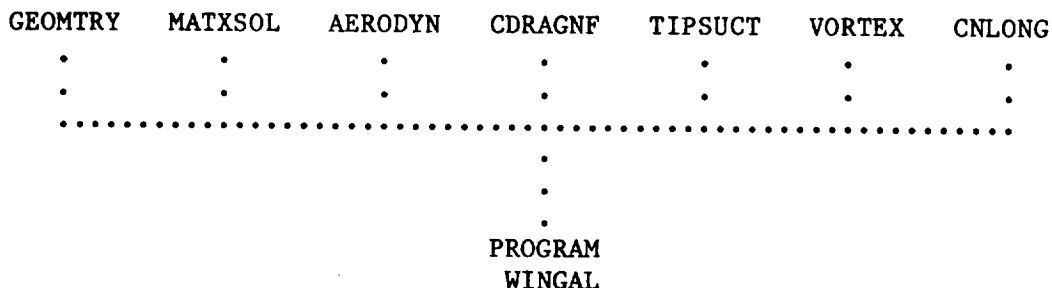 GEOMTRY MATXSOL AERODYN CDRAGNF TIPSUCT VORTEX CNLONG
PROGRAM
WINGAL